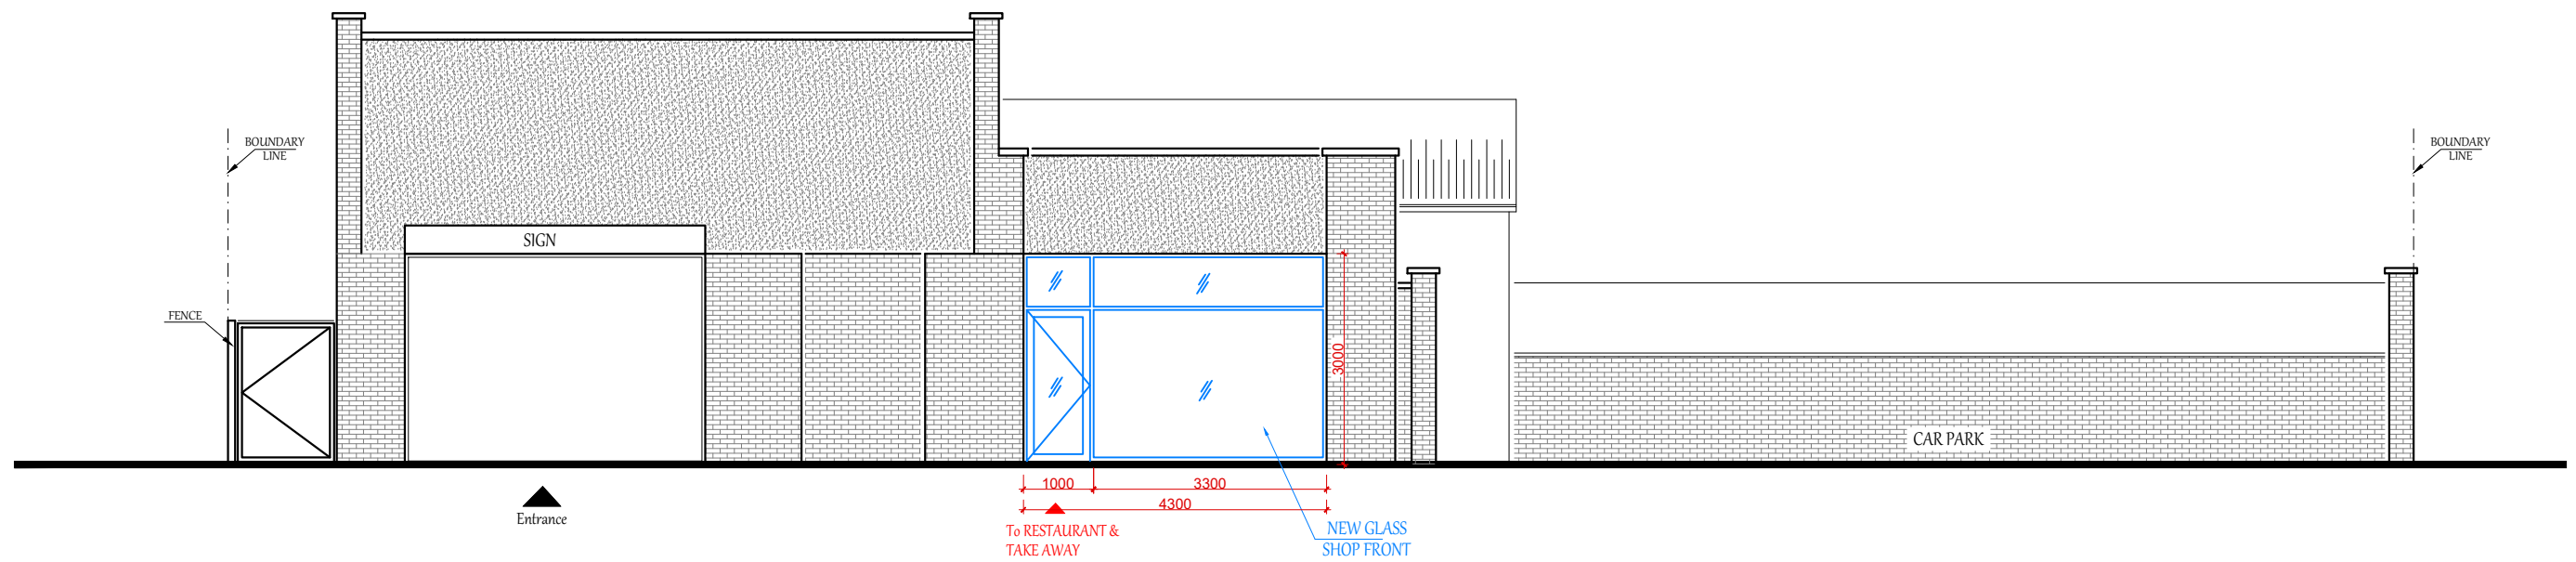 BOUNDARY
LINE
BOUNDARY
LINE
SIGN
FENCE
3000
CAR PARK
1000
3300
4300
Entrance
To RESTAURANT &
TAKE AWAY
NEW GLASS
SHOP FRONT